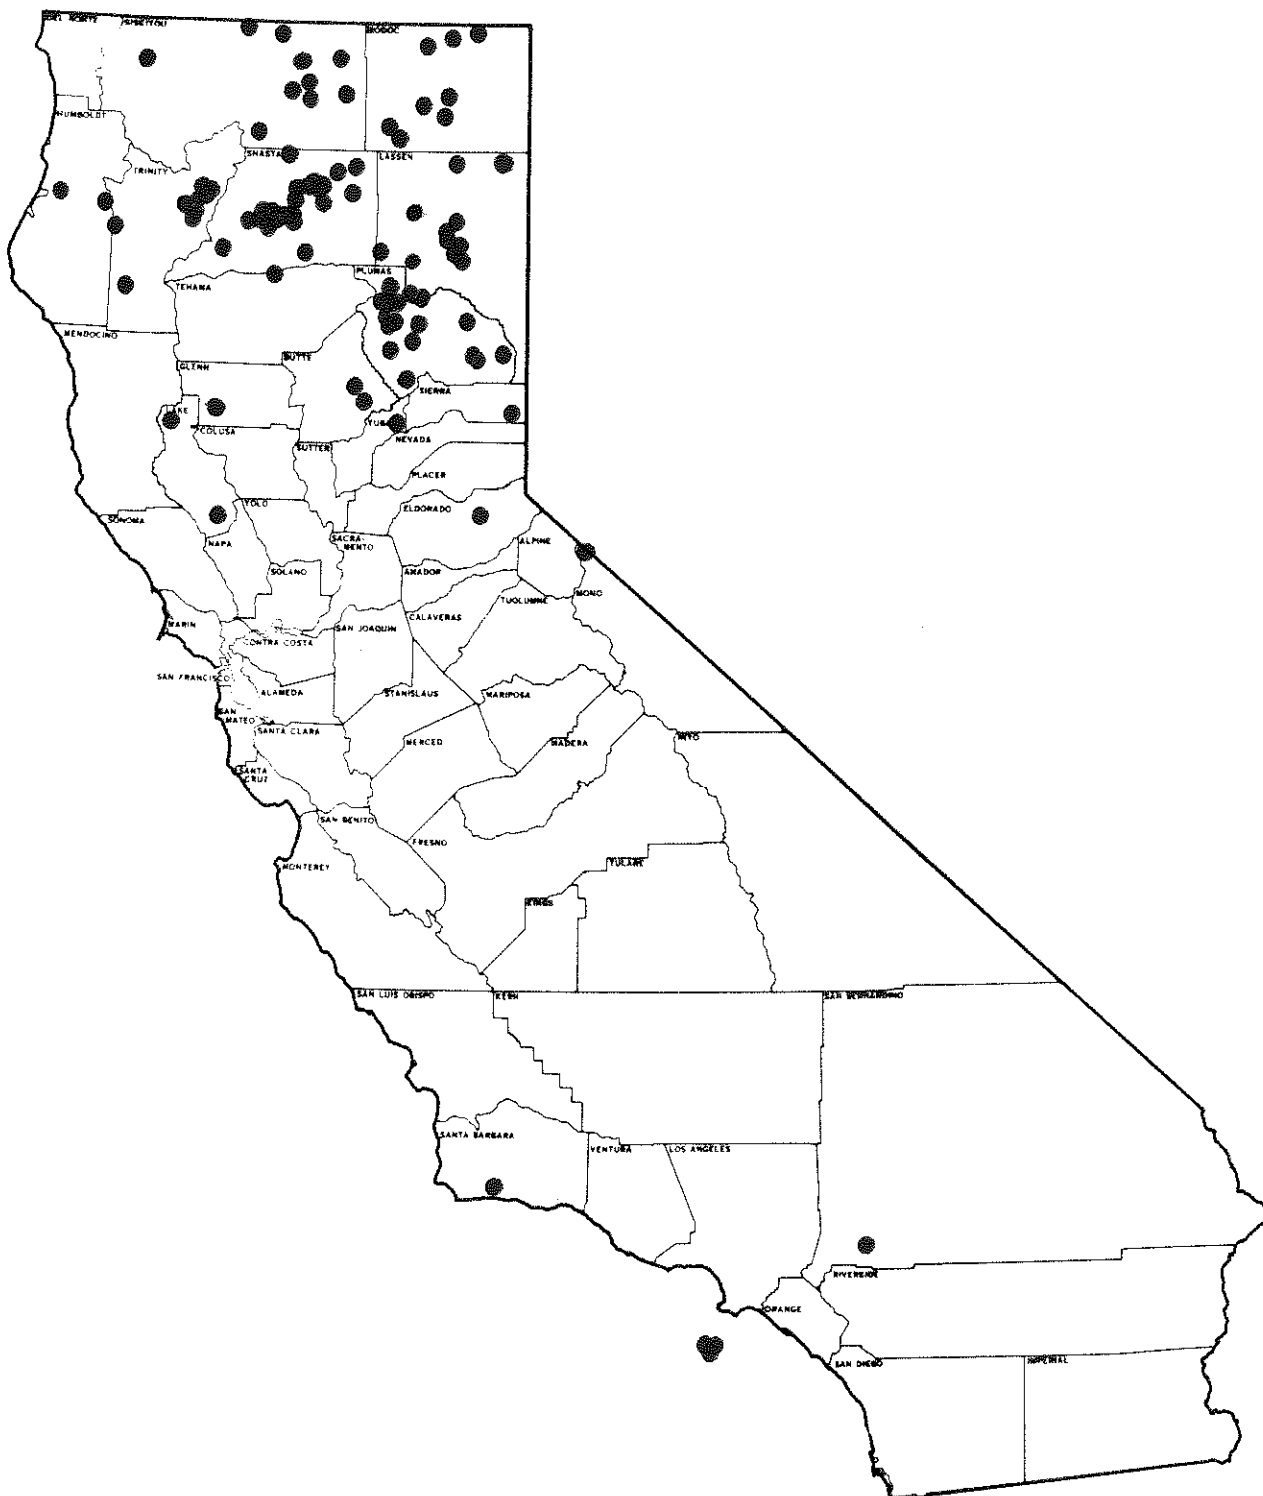 DEL NORTE
SISKIYOU
MODOC
HUMBOLDT
TRINITY
SHASTA
LASSEN
TEHAMA
PLUMAS
MENDOCINO
GLENN
BUTTE
SIERRA
LAKE
COLUSA
SUTTER
YUBA
NEVADA
PLACER
ELDORADO
SONOMA
NAPA
YOLO
SACRA-
MENTO
ALPINE
SOLANO
AMADOR
MONO
TUOLUMNE
CALAVERAS
MARIN
CONTRA COSTA
SAN JOAQUIN
SAN FRANCISCO
ALAMEDA
STANISLAUS
MARIPOSA
SAN
MATEO
SANTA CLARA
MERCED
MADERA
INYO
SANTA
CRUZ
SAN BENITO
FRESNO
MONTEREY
TULARE
KINGS
SAN LUIS OBISPO
KERN
SAN BERNARDINO
SANTA BARBARA
VENTURA
LOS ANGELES
RIVERSIDE
ORANGE
SAN DIEGO
IMPERIAL